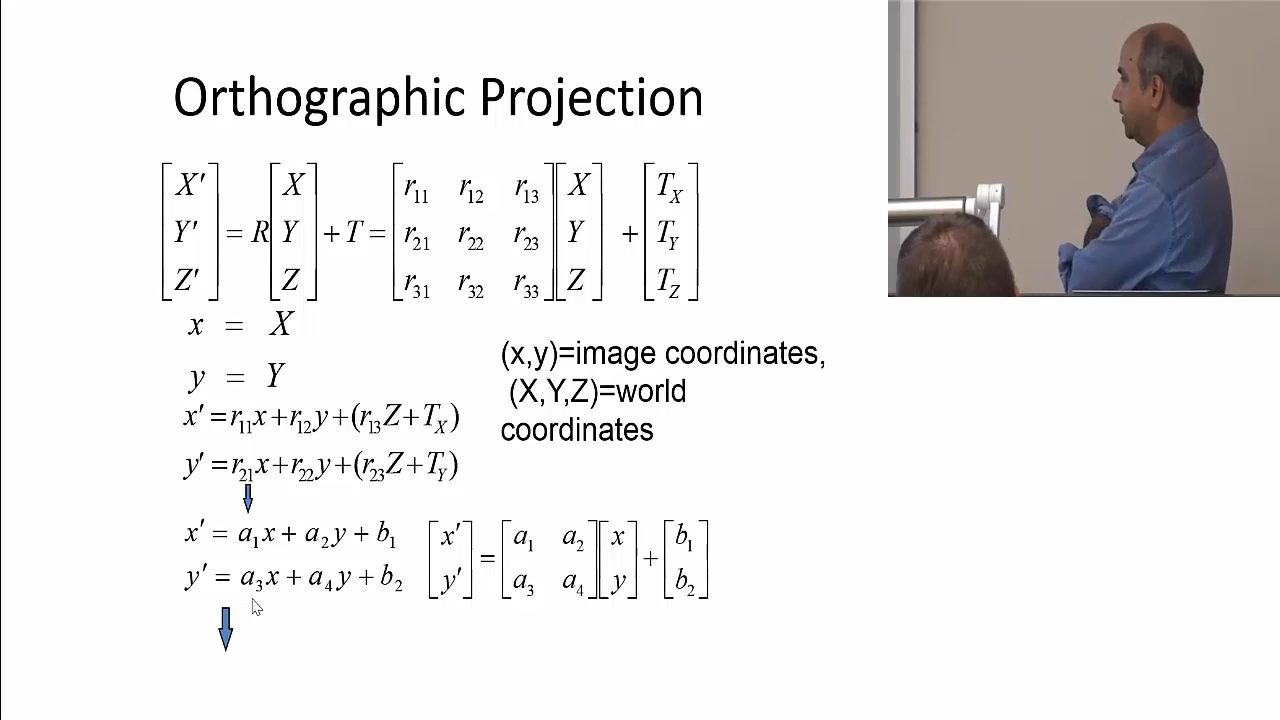 Orthographic Projection
[X' Y' Z'] = R [X Y Z] + T = [r11 r12 r13 r21 r22 r23 r31 r32 r33] [X Y Z] + [TX TY TZ]
x = X
y = Y
x' = r11x + r12y + (r13Z + TX)
y' = r21x + r22y + (r23Z + TY)
(x,y)=image coordinates,
(X,Y,Z)=world
coordinates
x' = a1x + a2y + b1
y' = a3x + a4y + b2
[x' y'] = [a1 a2 a3 a4] [x y] + [b1 b2]